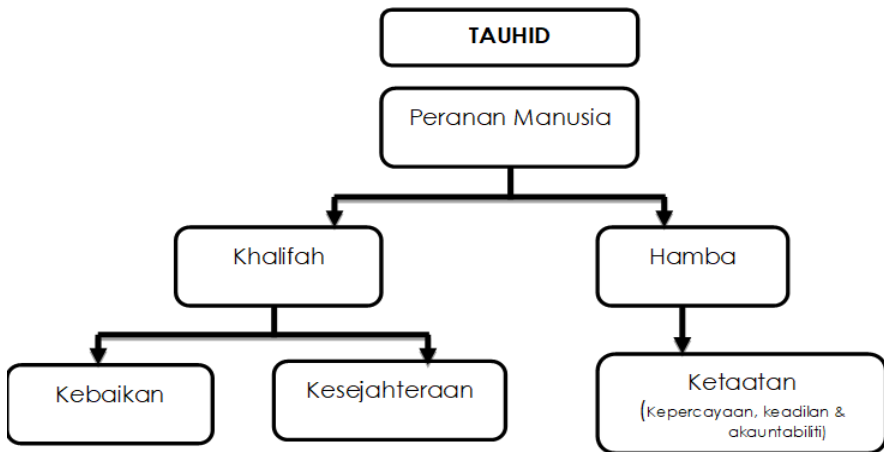 TAUHID
Peranan Manusia
Khalifah
Hamba
Kebaikan
Kesejahteraan
Ketaatan
(Kepercayaan, keadilan &
akauntabiliti)